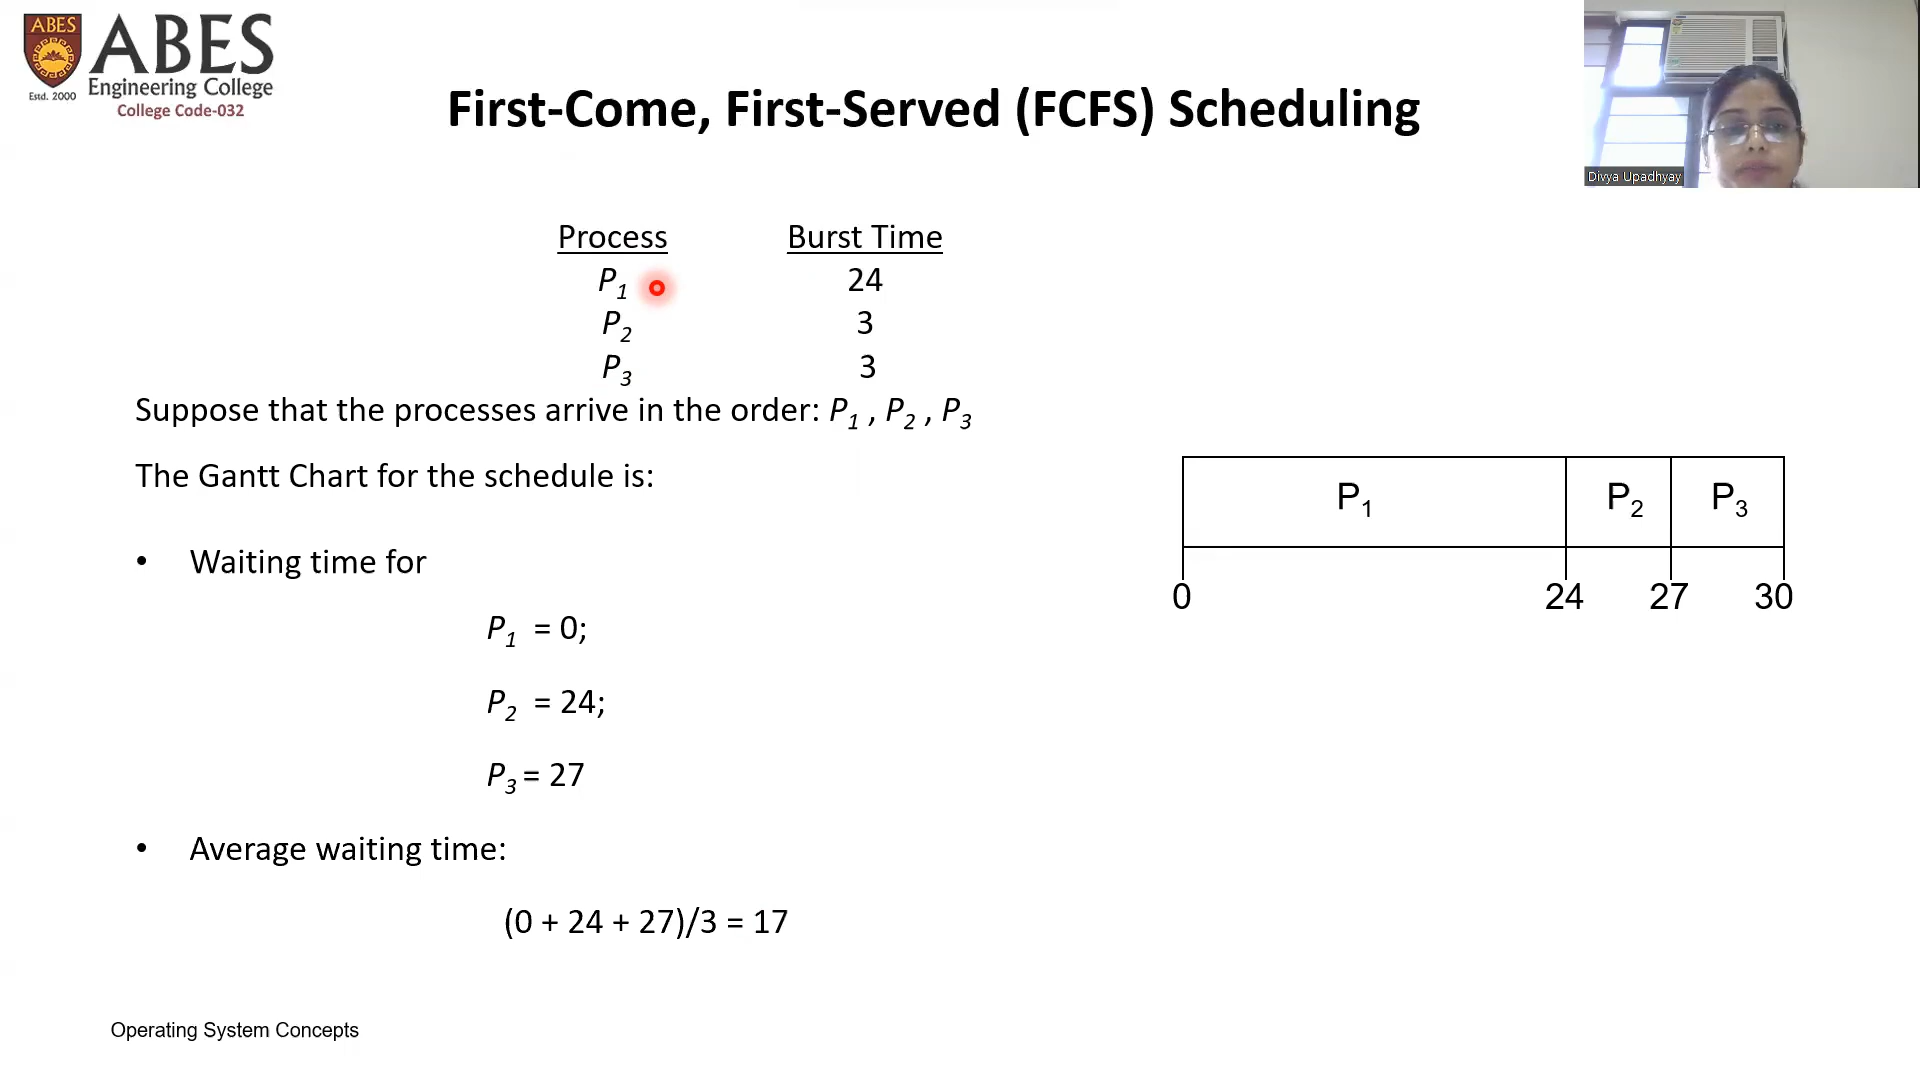 ABES
ABES
Engineering College
Estd. 2000
College Code-032
First-Come, First-Served (FCFS) Scheduling
Divya Upadhyay
Process Burst Time
P1 24
P2 3
P3 3
Suppose that the processes arrive in the order: P1 , P2 , P3
The Gantt Chart for the schedule is:
P1 P2 P3
0 24 27 30
• Waiting time for
P1 = 0;
P2 = 24;
P3 = 27
• Average waiting time:
(0 + 24 + 27)/3 = 17
Operating System Concepts